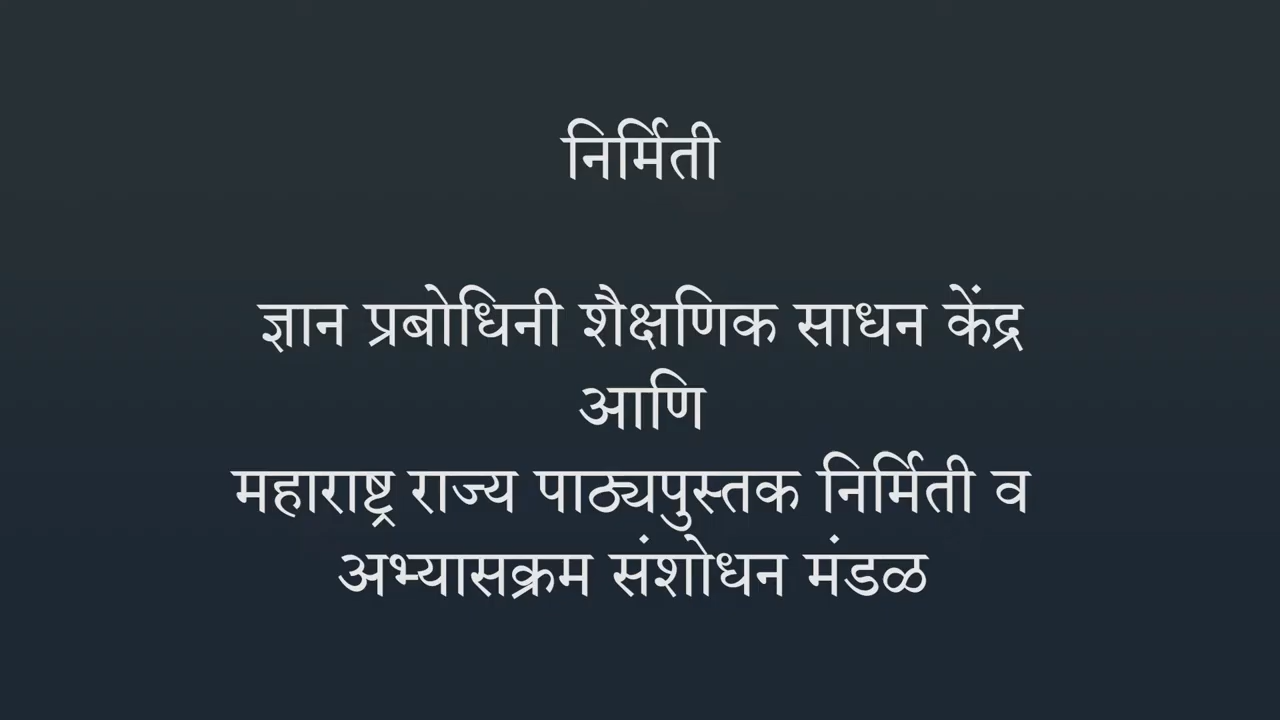 निर्मिती
ज्ञान प्रबोधिनी शैक्षणिक साधन केंद्र
आणि
महाराष्ट्र राज्य पाठ्यपुस्तक निर्मिती व
अभ्यासक्रम संशोधन मंडळ